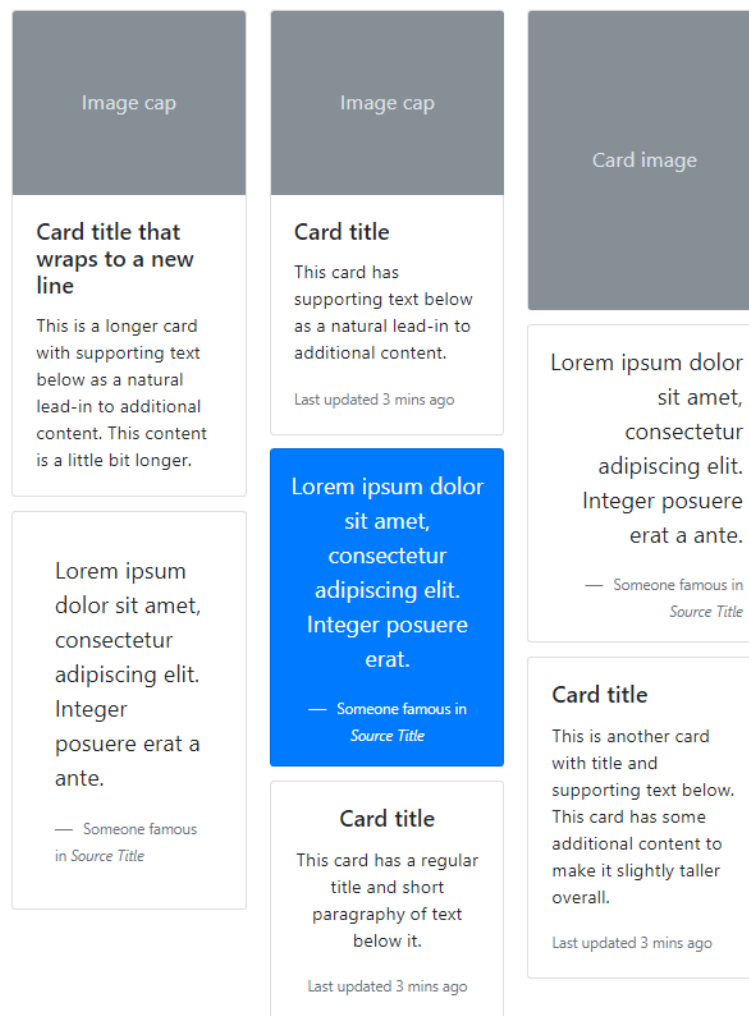 Image cap
Card title that
wraps to a new
line
This is a longer card
with supporting text
below as a natural
lead-in to additional
content. This content
is a little bit longer.
Lorem ipsum
dolor sit amet,
consectetur
adipiscing elit.
Integer
posuere erat a
ante.
— Someone famous
in Source Title
Image cap
Card title
This card has
supporting text below
as a natural lead-in to
additional content.
Last updated 3 mins ago
Lorem ipsum dolor
sit amet,
consectetur
adipiscing elit.
Integer posuere
erat.
— Someone famous in
Source Title
Card title
This card has a regular
title and short
paragraphy of text
below it.
Last updated 3 mins ago
Card image
Lorem ipsum dolor
sit amet,
consectetur
adipiscing elit.
Integer posuere
erat a ante.
— Someone famous in
Source Title
Card title
This is another card
with title and
supporting text below.
This card has some
additional content to
make it slightly taller
overall.
Last updated 3 mins ago